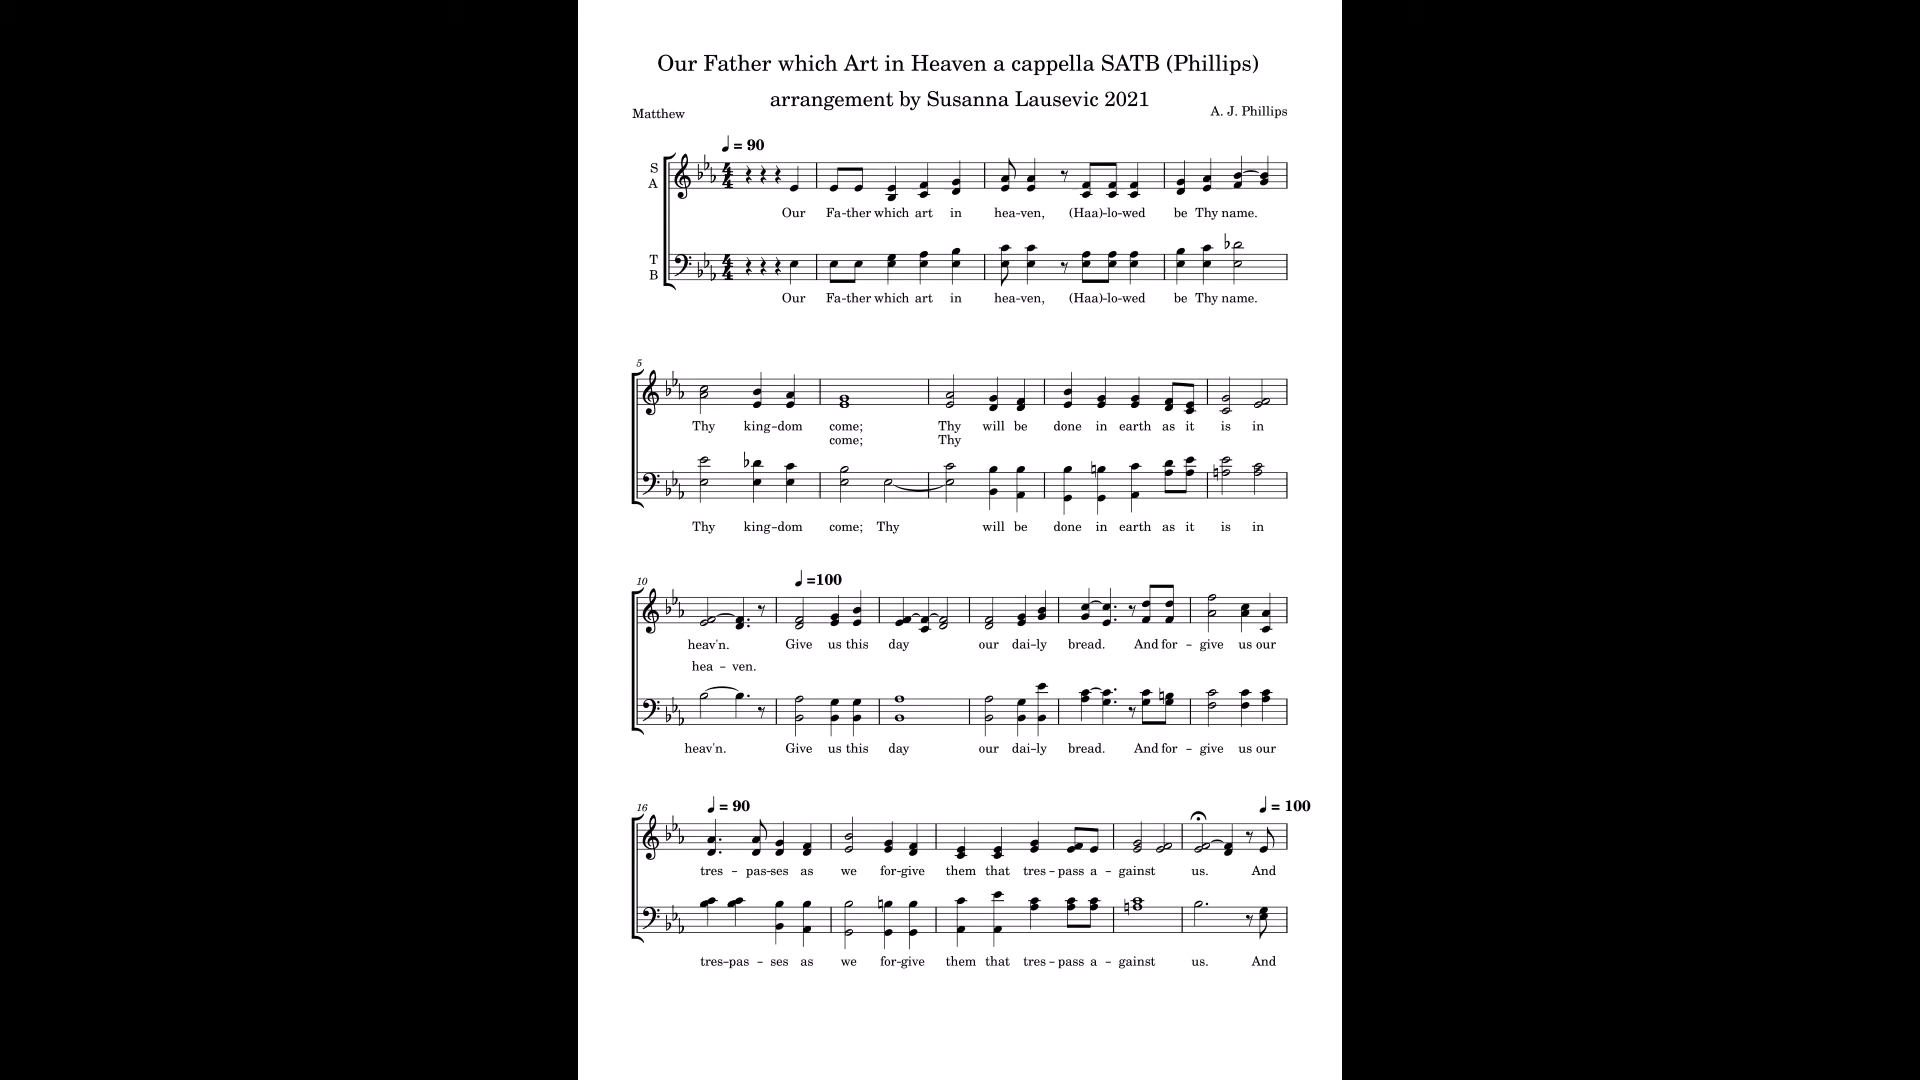 Our Father which Art in Heaven a cappella SATB (Phillips)
arrangement by Susanna Lausevic 2021
Matthew
A. J. Phillips
♩ = 90
S
A
Our Fa-ther which art in hea-ven, (Haa)-lo-wed be Thy name.
T
B
Our Fa-ther which art in hea-ven, (Haa)-lo-wed be Thy name.
5
Thy king-dom come; Thy will be done in earth as it is in
come; Thy
Thy king-dom come; Thy will be done in earth as it is in
10
♩ =100
heav'n. Give us this day our dai-ly bread. And for - give us our
hea - ven.
heav'n. Give us this day our dai-ly bread. And for - give us our
16
♩ = 90
♩ = 100
tres - pas-ses as we for-give them that tres - pass a - gainst us. And
tres-pas - ses as we for-give them that tres - pass a - gainst us. And